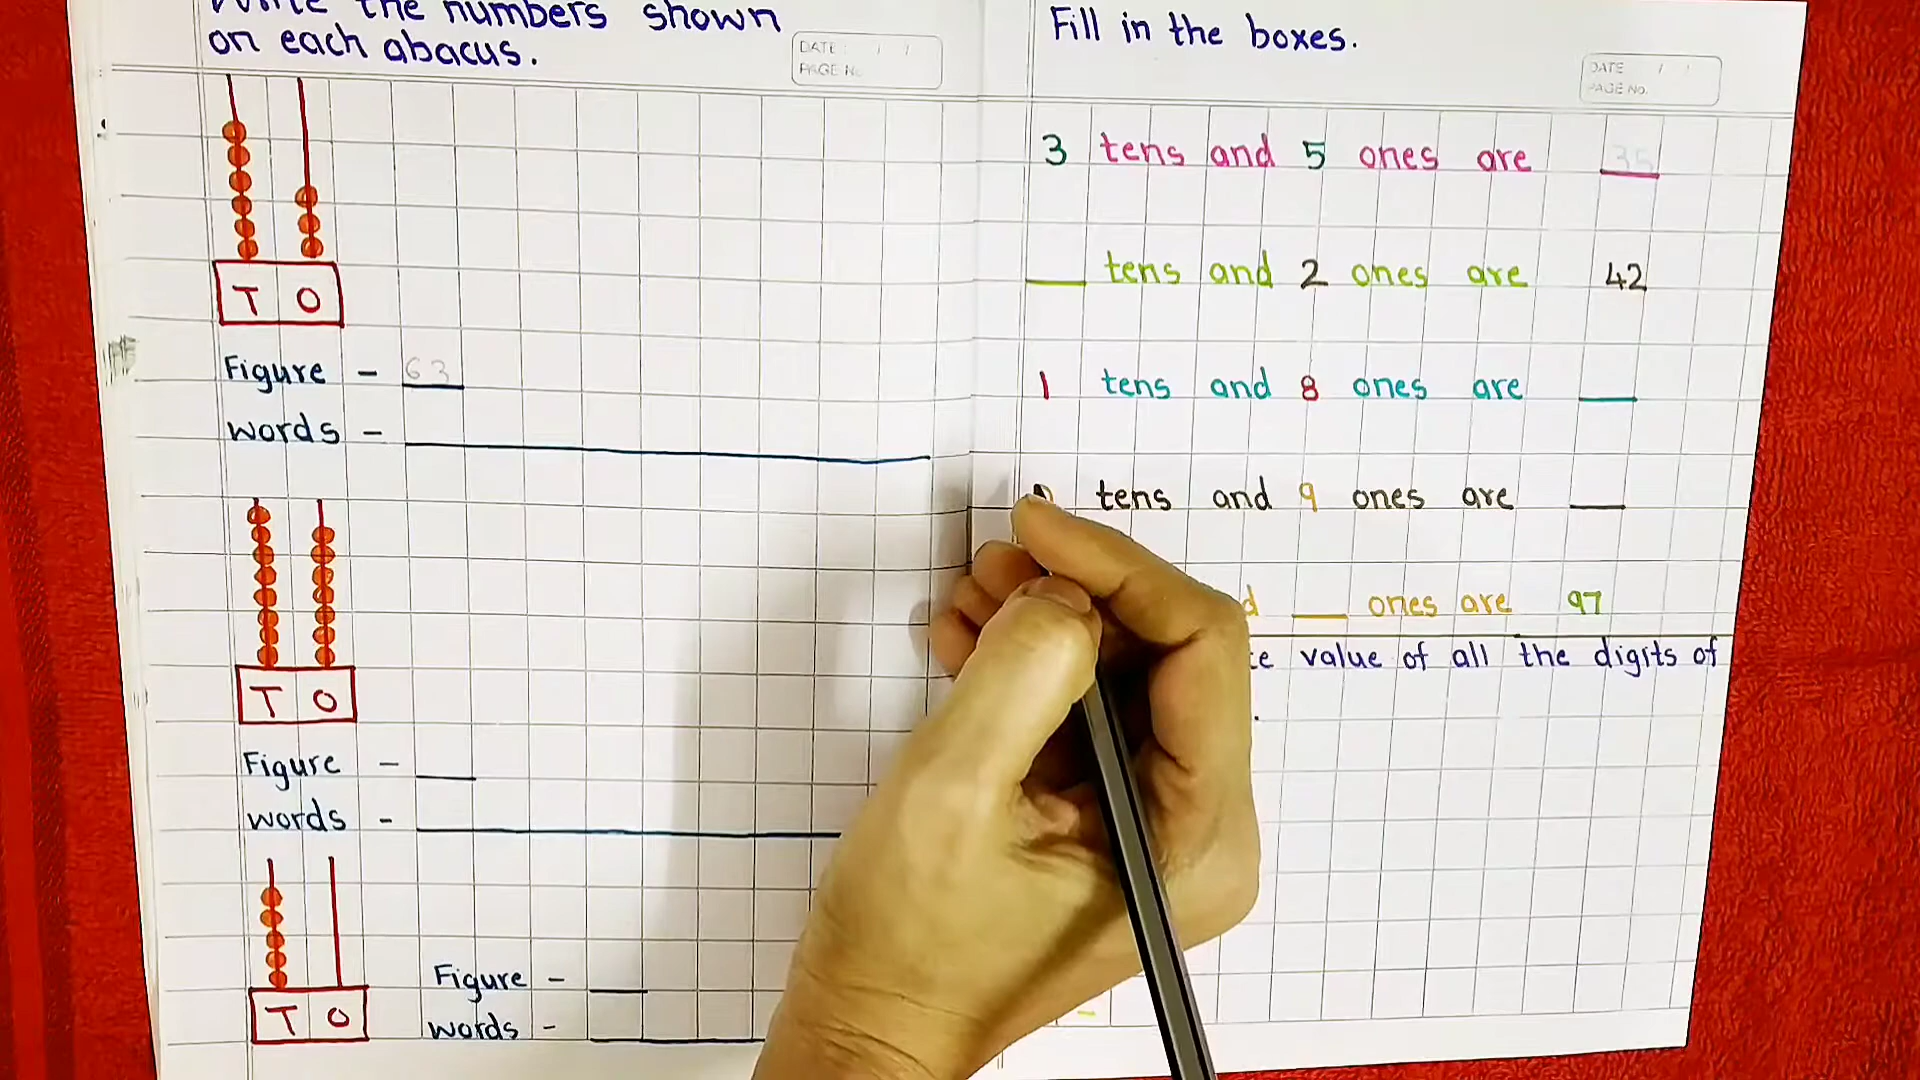 Write the numbers shown
on each abacus.
DATE / /
PAGE No.
T O
Figure - 63
words -
T O
Figure -
words -
T O
Figure -
words -
Fill in the boxes.
DATE / /
PAGE No.
3 tens and 5 ones are 35
tens and 2 ones are 42
1 tens and 8 ones are
tens and 9 ones are
ones are 97
value of all the digits of